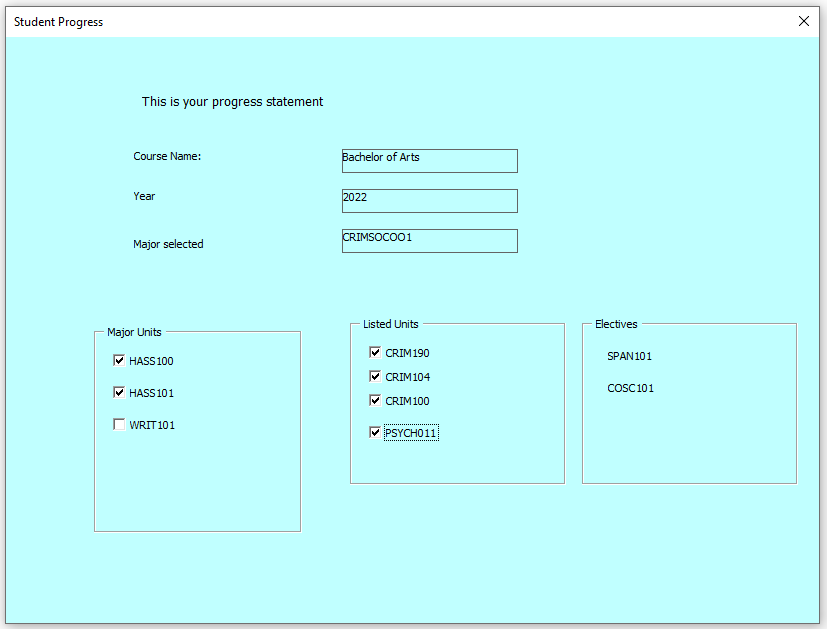 Student Progress
This is your progress statement
Course Name:
Bachelor of Arts
Year
2022
Major selected
CRIMSOCOO1
Major Units
HASS100
HASS101
WRIT101
Listed Units
CRIM190
CRIM104
CRIM100
PSYCH011
Electives
SPAN101
COSC101